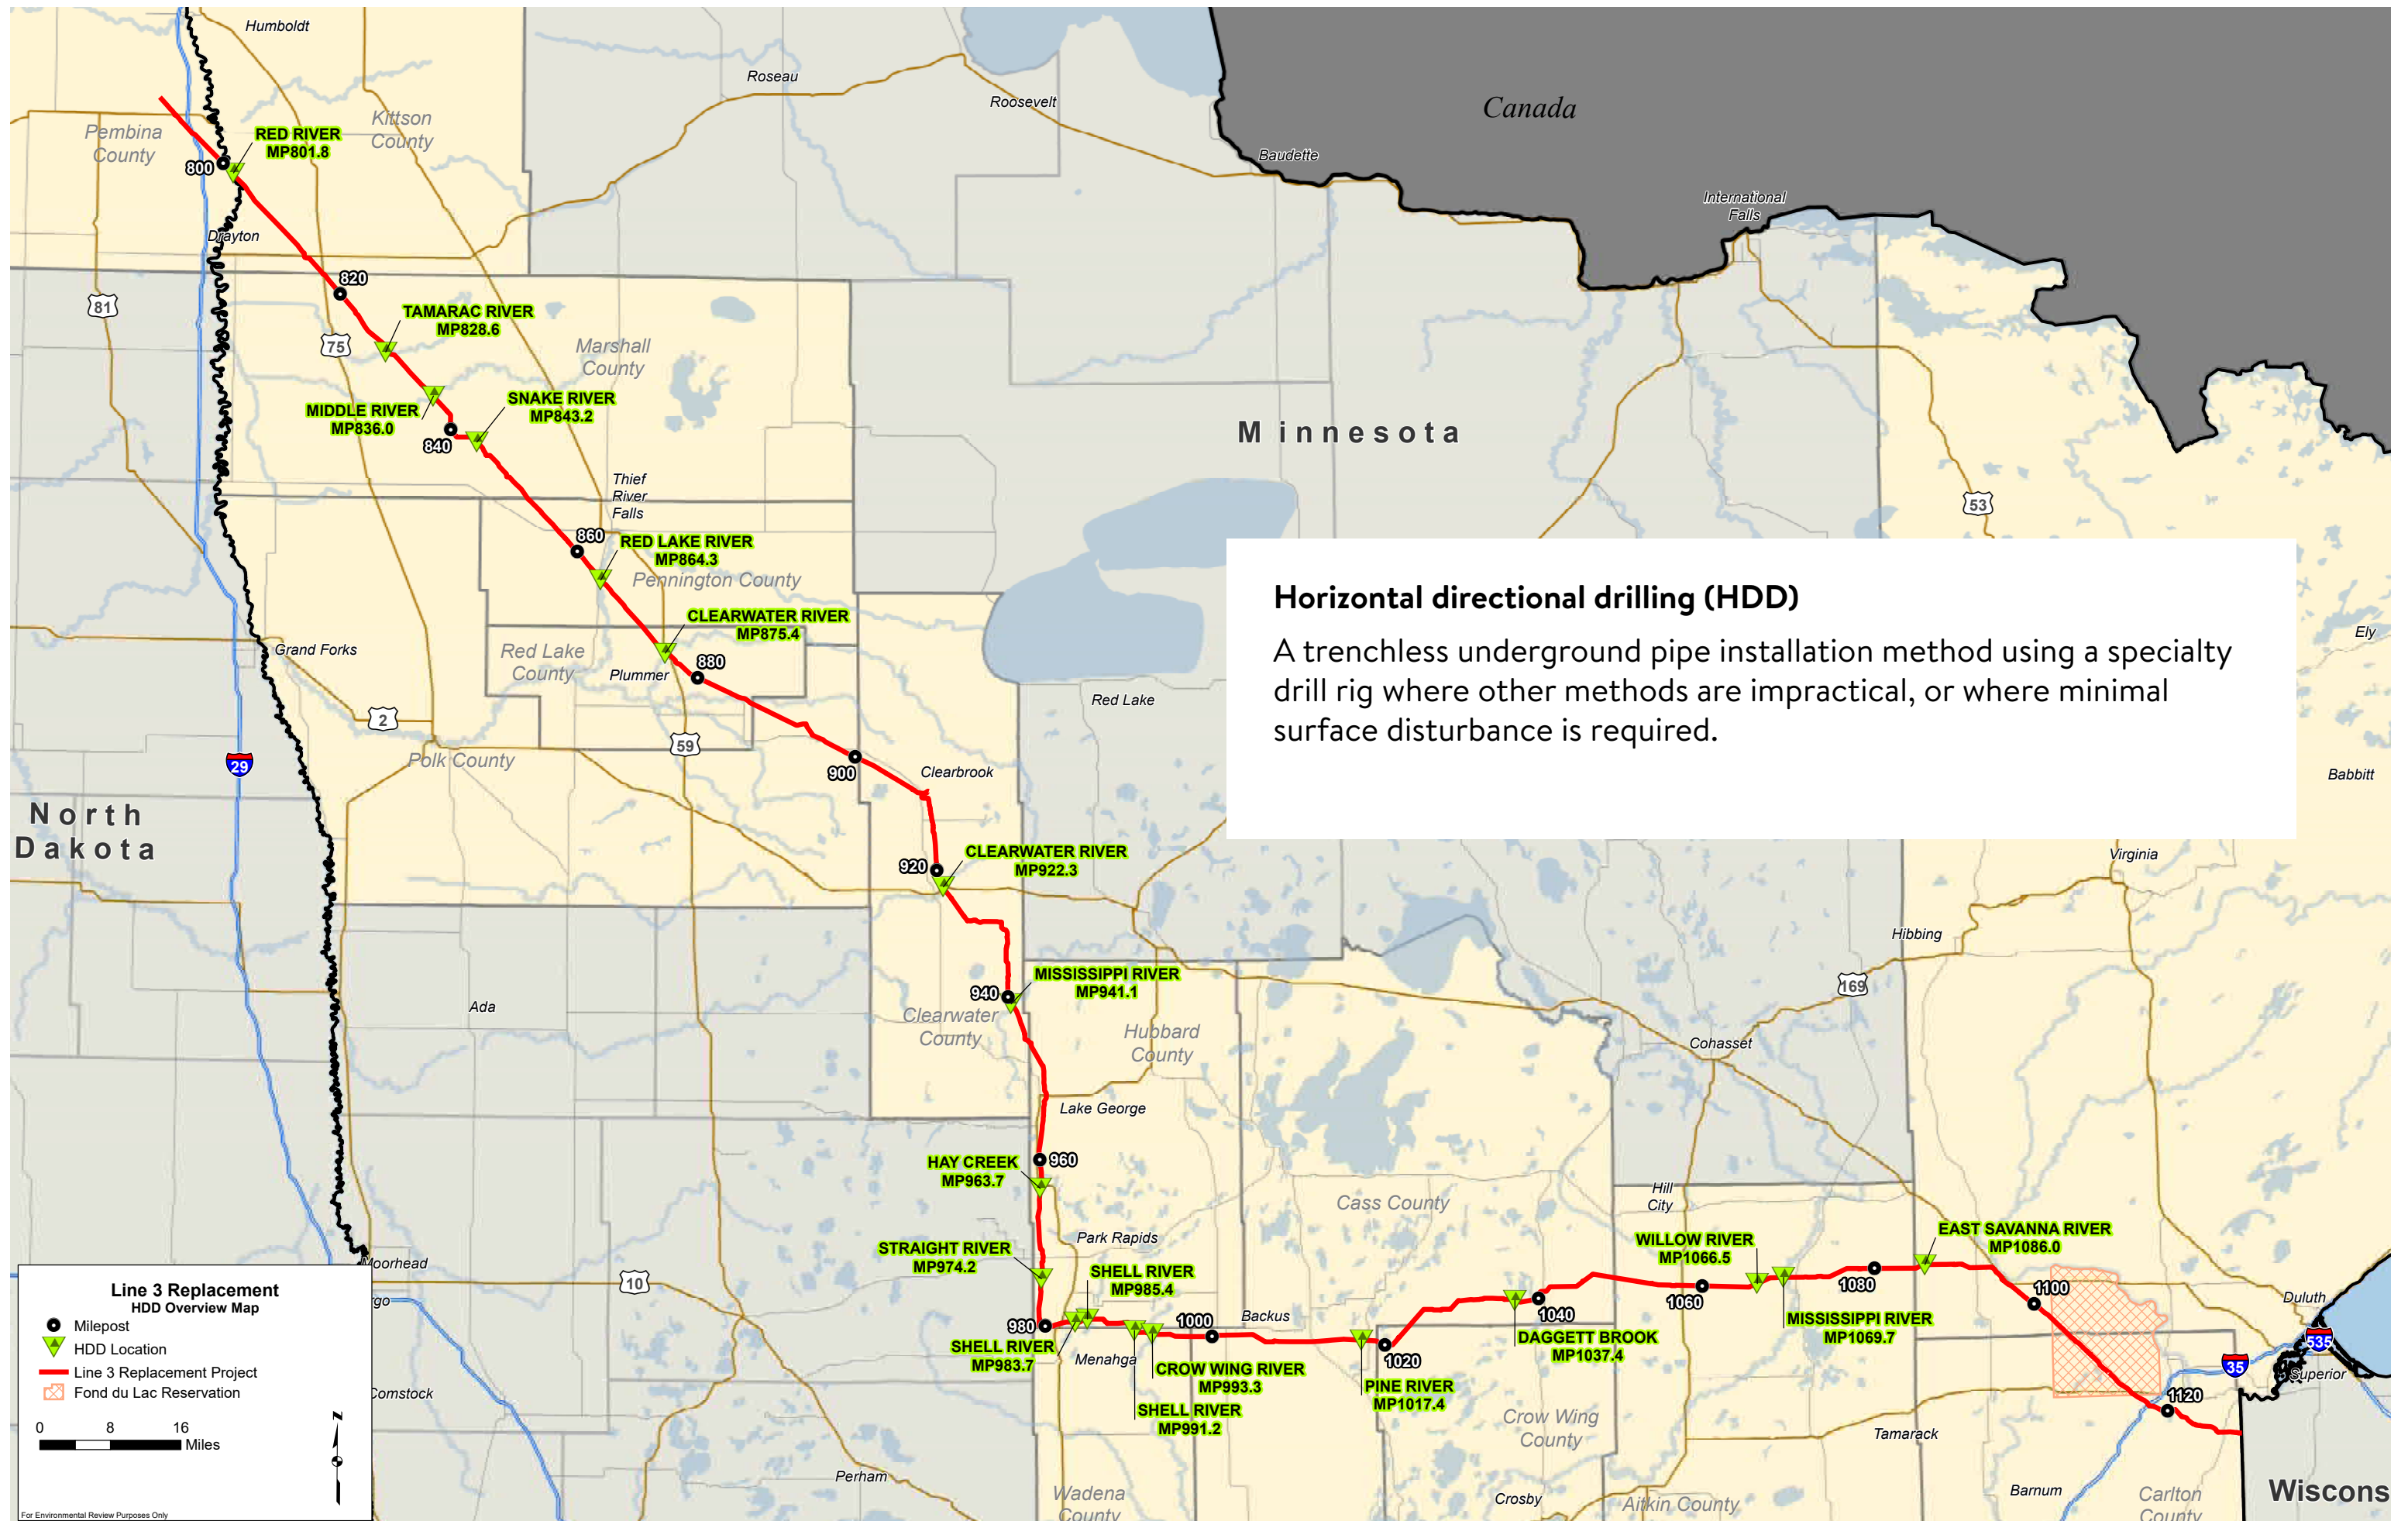 Humboldt
Roseau
Roosevelt
Canada
Pembina
County
Kittson
County
RED RIVER
MP801.8
800
Baudette
International
Falls
Drayton
820
81
75
TAMARAC RIVER
MP828.6
Marshall
County
MIDDLE RIVER
MP836.0
SNAKE RIVER
MP843.2
840
Minnesota
Thief
River
Falls
53
860
RED LAKE RIVER
MP864.3
Pennington County
Horizontal directional drilling (HDD)
A trenchless underground pipe installation method using a specialty
drill rig where other methods are impractical, or where minimal
surface disturbance is required.
CLEARWATER RIVER
MP875.4
Grand Forks
Red Lake
County
Plummer
880
Ely
Red Lake
2
59
Polk County
29
900
Clearbrook
Babbitt
North
Dakota
CLEARWATER RIVER
MP922.3
920
Virginia
Hibbing
MISSISSIPPI RIVER
MP941.1
940
169
Ada
Clearwater
County
Hubbard
County
Cohasset
Lake George
960
HAY CREEK
MP963.7
Cass County
Hill
City
Park Rapids
STRAIGHT RIVER
MP974.2
SHELL RIVER
MP985.4
WILLOW RIVER
MP1066.5
EAST SAVANNA RIVER
MP1086.0
Moorhead
10
rgo
980
1000
Backus
1040
1060
1080
1100
Duluth
SHELL RIVER
MP983.7
Menahga
CROW WING RIVER
MP993.3
SHELL RIVER
MP991.2
1020
PINE RIVER
MP1017.4
DAGGETT BROOK
MP1037.4
MISSISSIPPI RIVER
MP1069.7
535
35
Superior
1120
Comstock
Crow Wing
County
Tamarack
Perham
Wadena
County
Crosby
Aitkin County
Barnum
Carlton
County
Wiscons
Line 3 Replacement
HDD Overview Map
Milepost
HDD Location
Line 3 Replacement Project
Fond du Lac Reservation
0 8 16
Miles
N
For Environmental Review Purposes Only